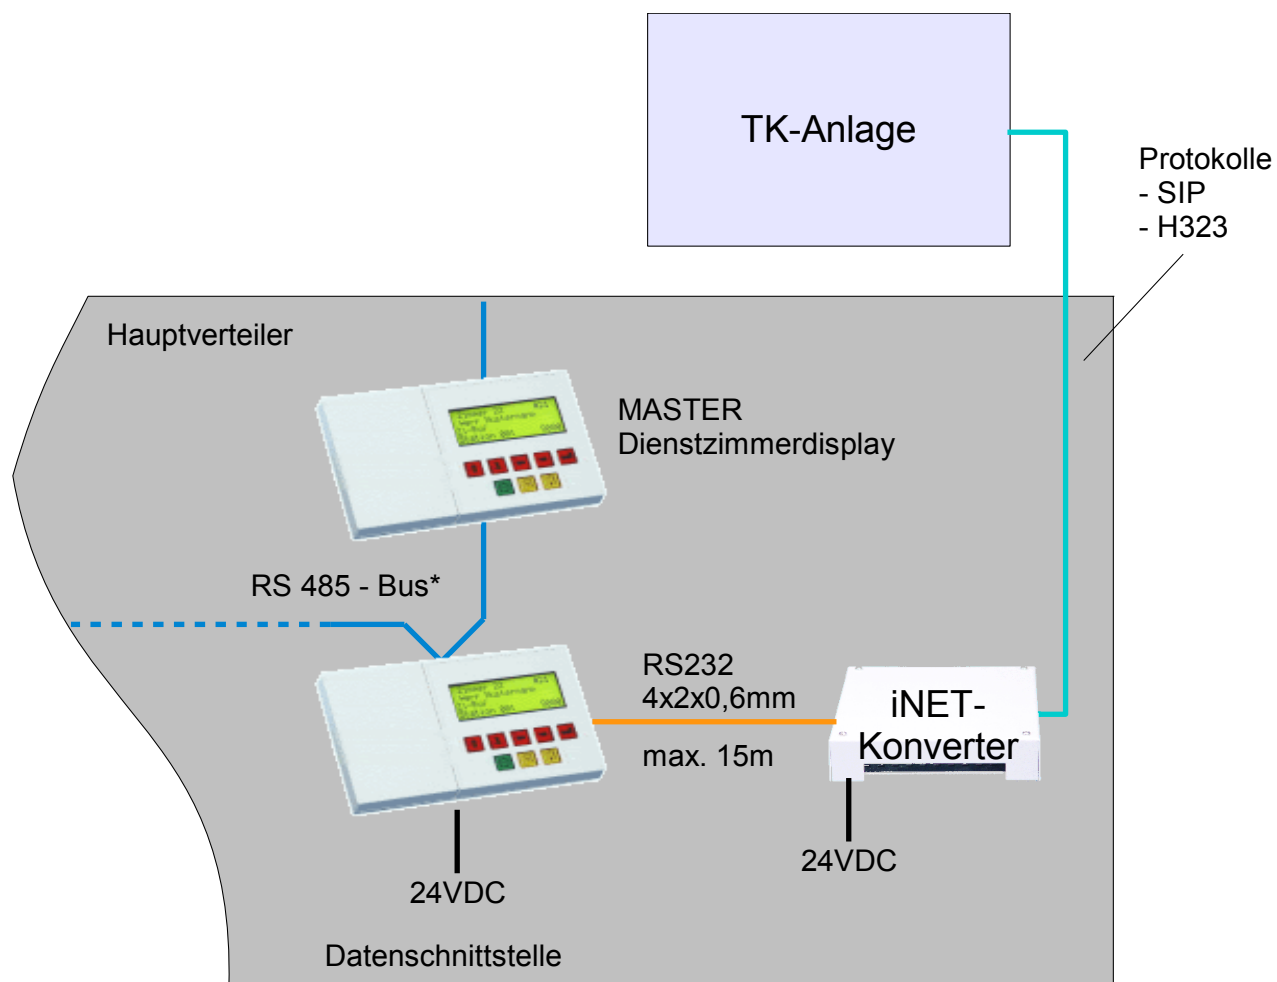 TK-Anlage
Protokolle
- SIP
- H323
Hauptverteiler
MASTER
Dienstzimmerdisplay
RS 485 - Bus*
RS232
4x2x0,6mm
max. 15m
iNET-
Konverter
24VDC
24VDC
Datenschnittstelle